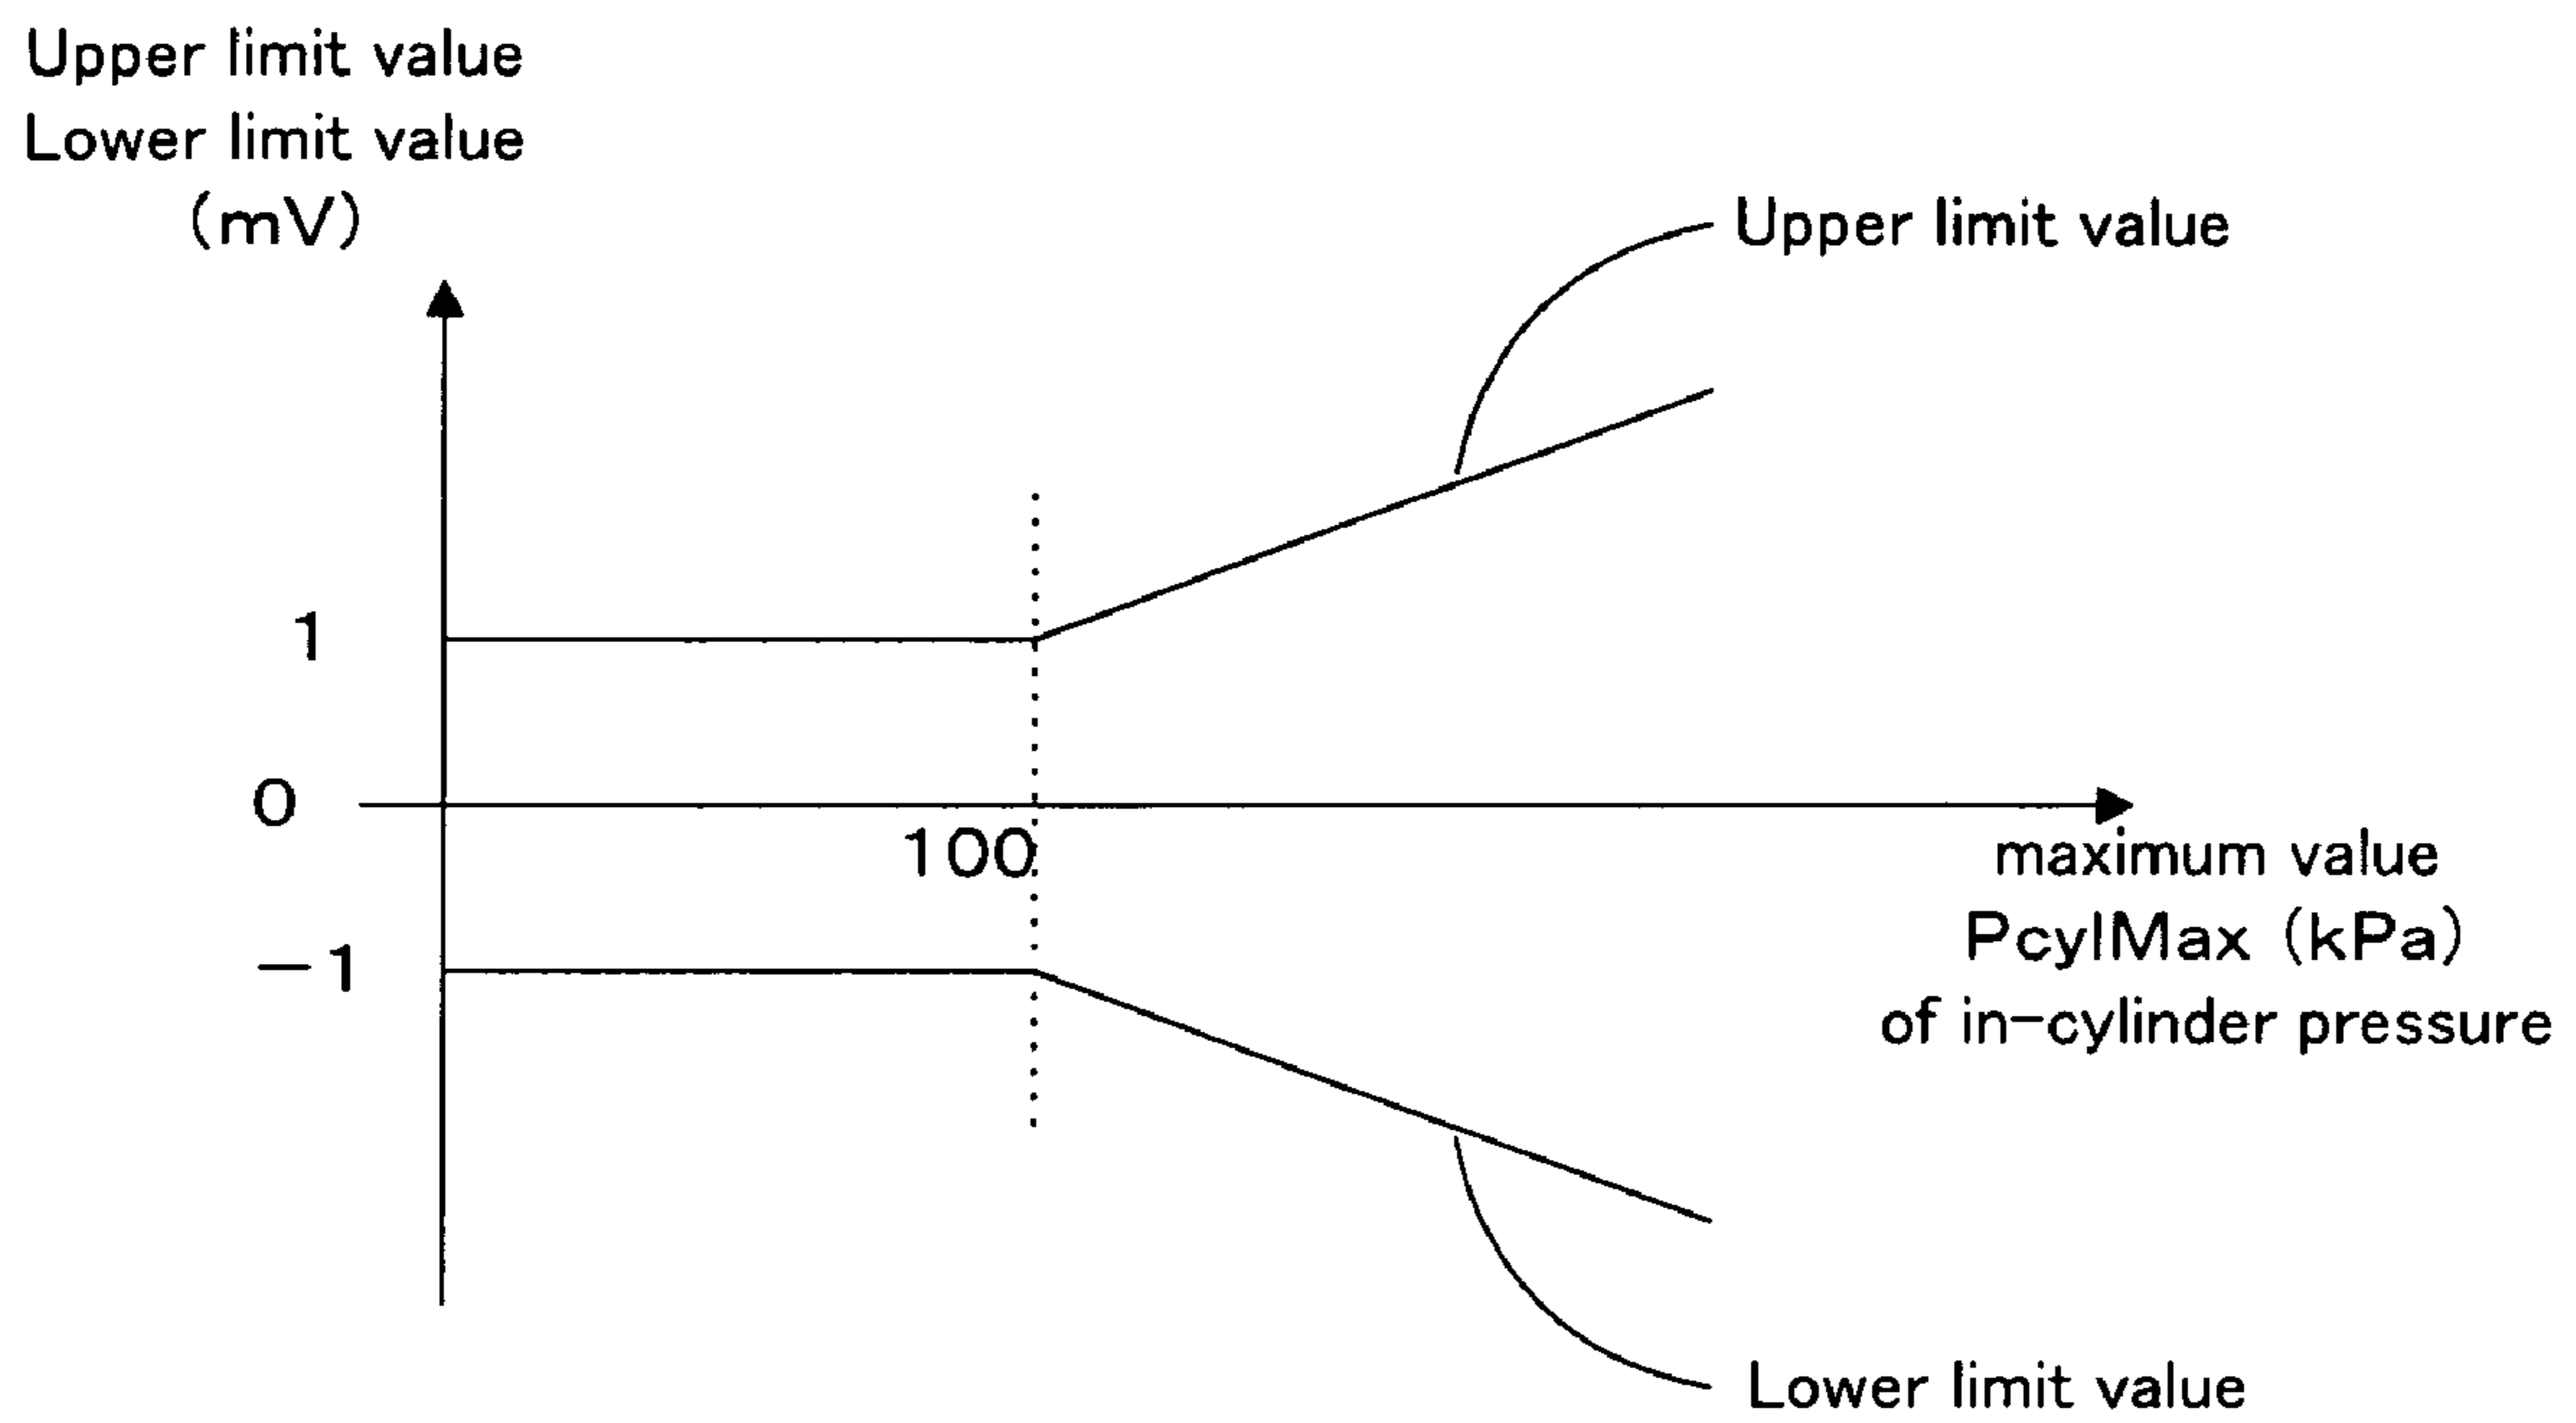 Upper limit value
Lower limit value
(mV)
Upper limit value
1
0
100
maximum value
PcylMax (kPa)
of in-cylinder pressure
-1
Lower limit value